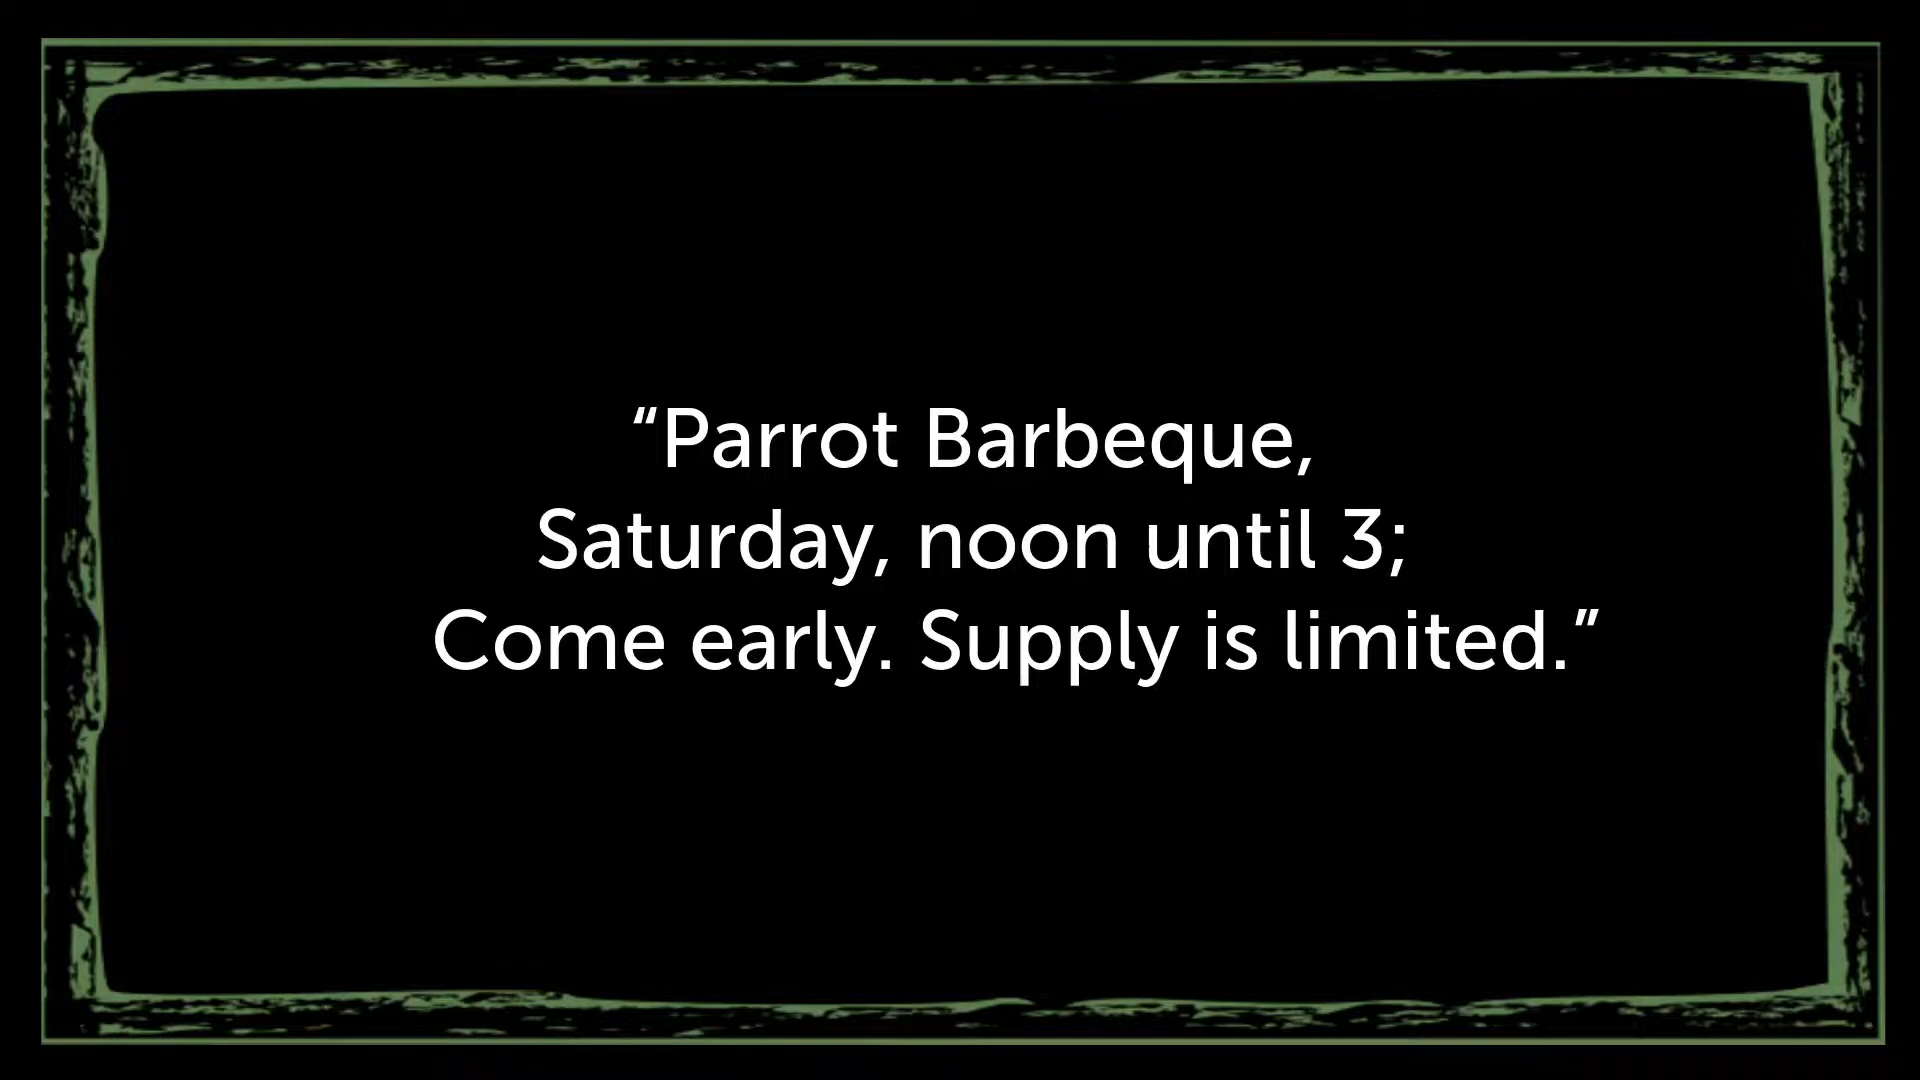 “Parrot Barbeque,
Saturday, noon until 3;
Come early. Supply is limited.”